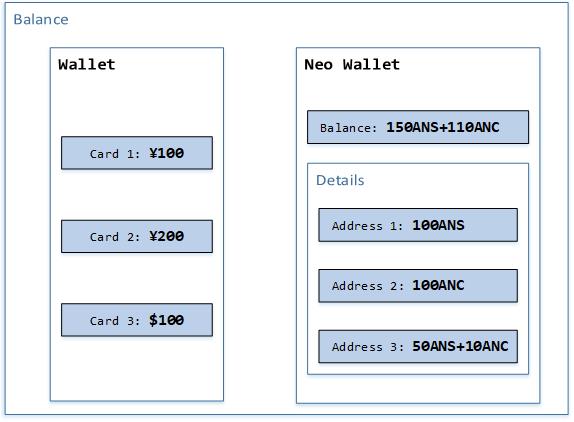 Balance
Wallet
Card 1: ¥100
Card 2: ¥200
Card 3: $100
Neo Wallet
Balance: 150ANS+110ANC
Details
Address 1: 100ANS
Address 2: 100ANC
Address 3: 50ANS+10ANC